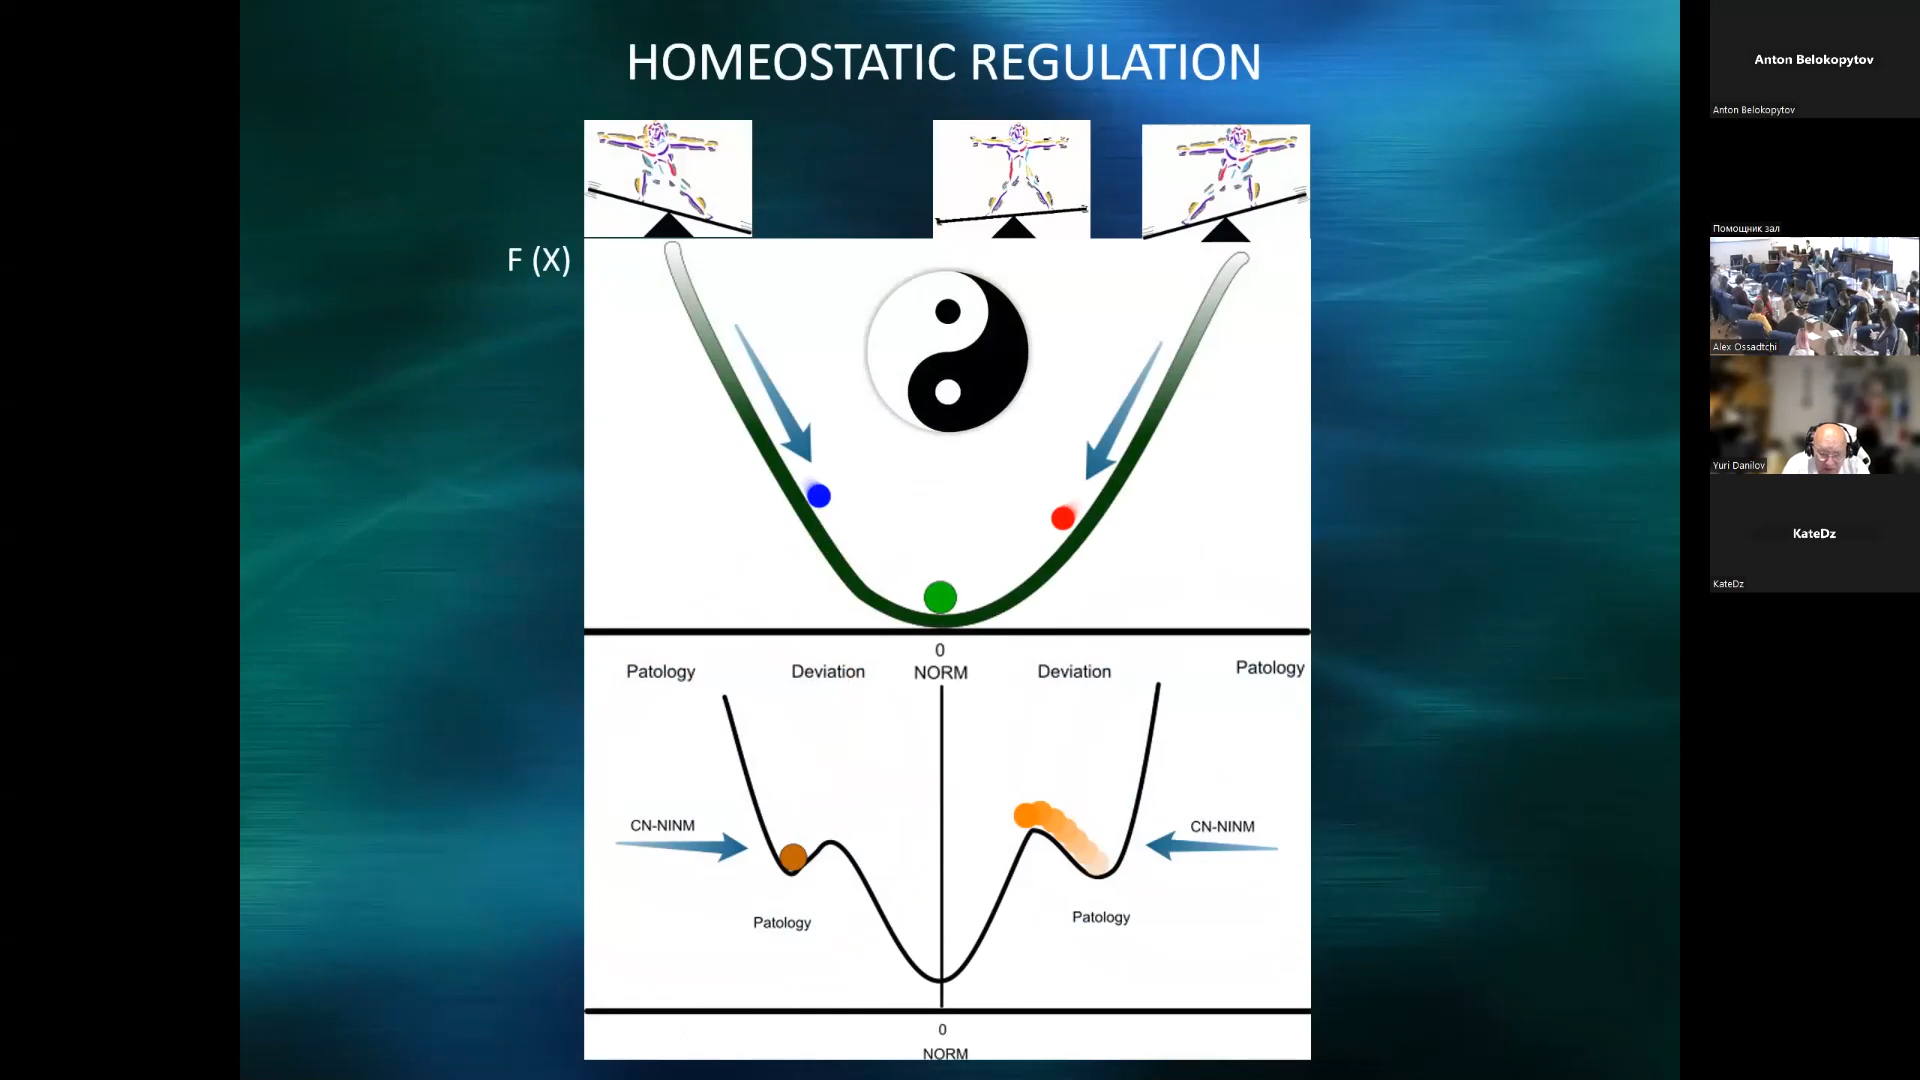 HOMEOSTATIC REGULATION
F (X)
0
Patology
Deviation
NORM
Deviation
Patology
CN-NINM
CN-NINM
Patology
Patology
0
NORM
Anton Belokopytov
Anton Belokopytov
Помощник зал
Alex Ossadtchi
Yuri Danilov
KateDz
KateDz